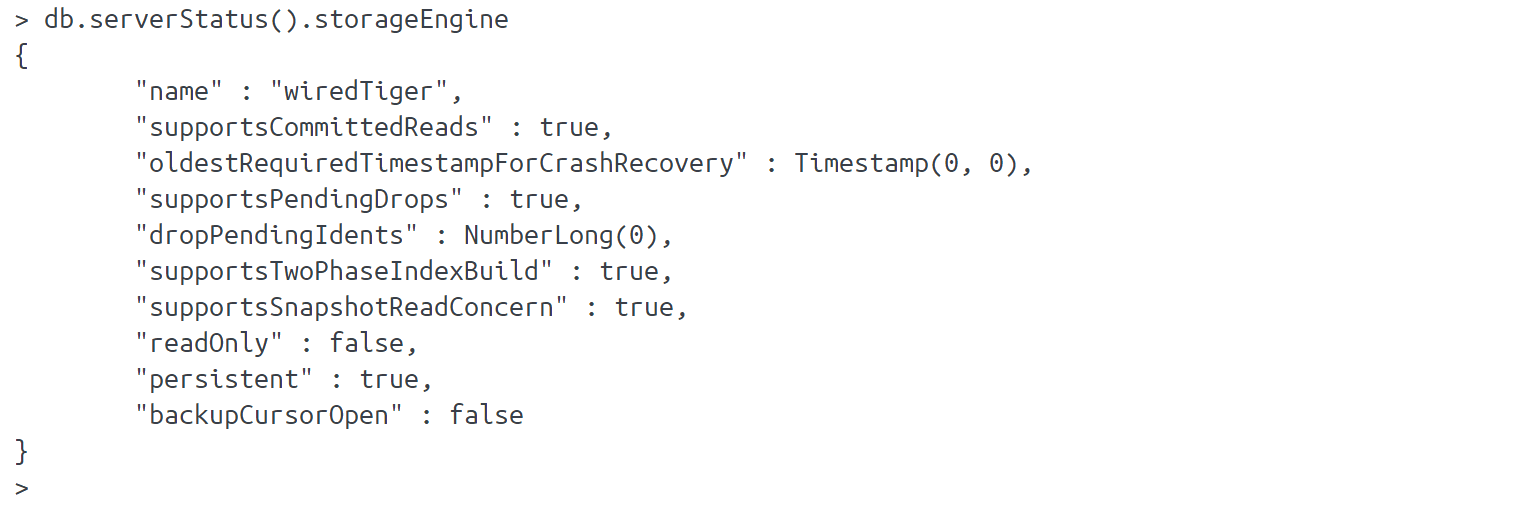 > db.serverStatus().storageEngine
{
"name" : "wiredTiger",
"supportsCommittedReads" : true,
"oldestRequiredTimestampForCrashRecovery" : Timestamp(0, 0),
"supportsPendingDrops" : true,
"dropPendingIdents" : NumberLong(0),
"supportsTwoPhaseIndexBuild" : true,
"supportsSnapshotReadConcern" : true,
"readOnly" : false,
"persistent" : true,
"backupCursorOpen" : false
}
>